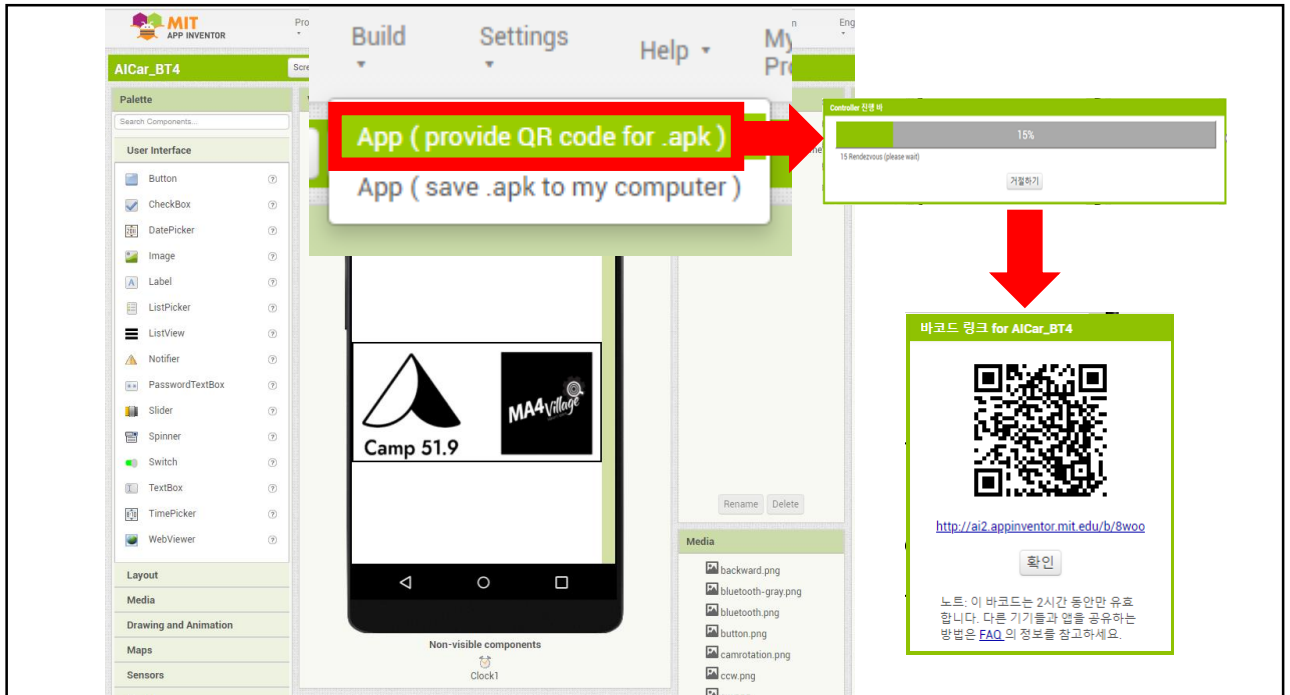 MIT
APP INVENTOR
Build
Settings
Help
My
AICar_BT4
App ( provide QR code for .apk )
App ( save .apk to my computer )
Palette
Search Components...
User Interface
Button
CheckBox
DatePicker
Image
Label
ListPicker
ListView
Notifier
PasswordTextBox
Slider
Spinner
Switch
TextBox
TimePicker
WebViewer
Layout
Media
Drawing and Animation
Maps
Sensors
Camp 51.9
MA4Village
Non-visible components
Clock1
Rename Delete
Media
backward.png
bluetooth-gray.png
bluetooth.png
button.png
camrotation.png
ccw.png
Controller 진행 바
15%
15 Rendezvous (please wait)
거절하기
바코드 링크 for AICar_BT4
http://ai2.appinventor.mit.edu/b/8woo
확인
노트: 이 바코드는 2시간 동안만 유효
합니다. 다른 기기들과 앱을 공유하는
방법은 FAQ 의 정보를 참고하세요.